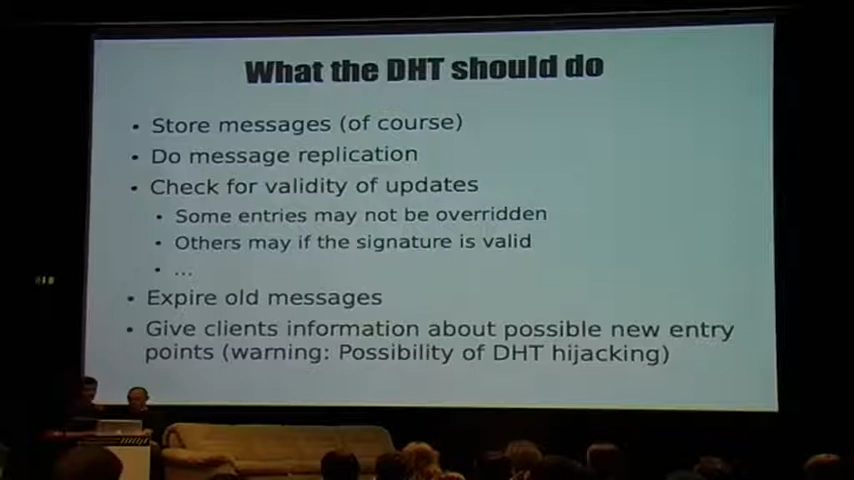 What the DHT should do
• Store messages (of course)
• Do message replication
• Check for validity of updates
• Some entries may not be overridden
• Others may if the signature is valid
• ...
• Expire old messages
• Give clients information about possible new entry
points (warning: Possibility of DHT hijacking)